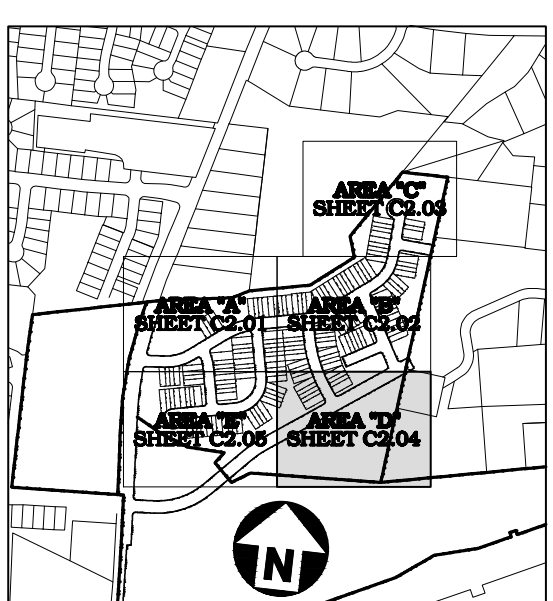 AREA "C"
SHEET C2.03
AREA "A"
SHEET C2.01
AREA "B"
SHEET C2.02
AREA "E"
SHEET C2.05
AREA "D"
SHEET C2.04
N